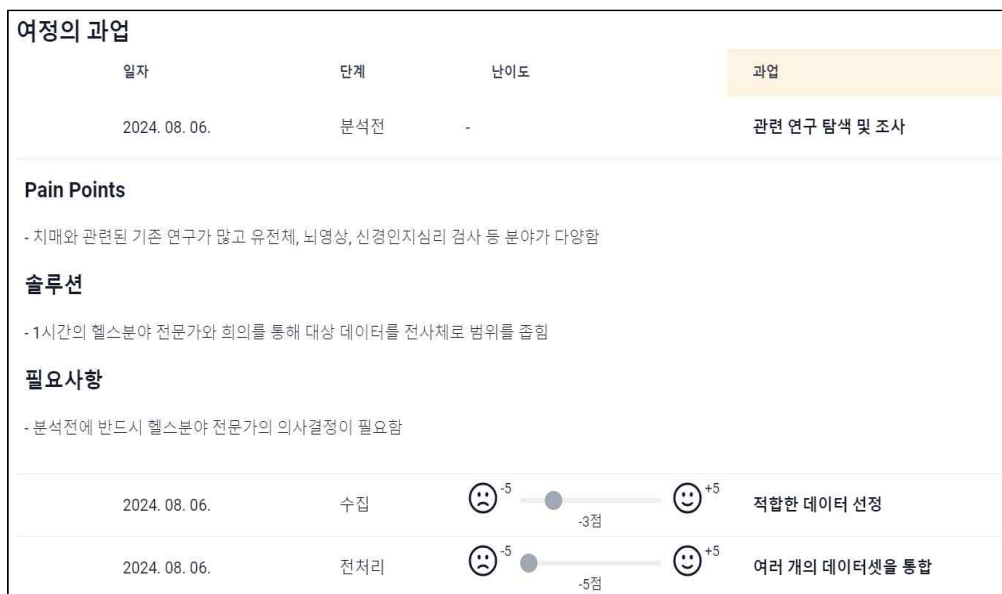 여정의 과업
일자 단계 난이도 과업
2024. 08. 06. 분석전 - 관련 연구 탐색 및 조사
Pain Points
- 치매와 관련된 기존 연구가 많고 유전체, 뇌영상, 신경인지심리 검사 등 분야가 다양함
솔루션
- 1시간의 헬스분야 전문가와 희의를 통해 대상 데이터를 전사체로 범위를 좁힘
필요사항
- 분석전에 반드시 헬스분야 전문가의 의사결정이 필요함
2024. 08. 06. 수집 -5 +5 적합한 데이터 선정
-3점
2024. 08. 06. 전처리 -5 +5 여러 개의 데이터셋을 통합
-5점